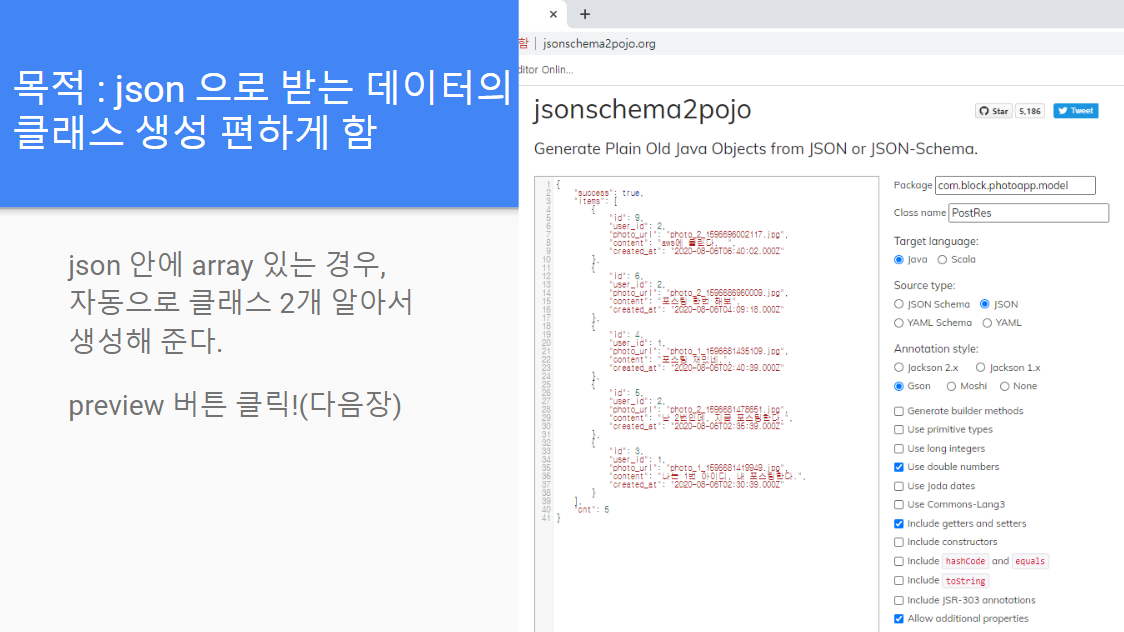 목적 : json 으로 받는 데이터의
클래스 생성 편하게 함
json 안에 array 있는 경우,
자동으로 클래스 2개 알아서
생성해 준다.
preview 버튼 클릭!(다음장)
함 | jsonschema2pojo.org
ditor Onlin...
jsonschema2pojo
Star 5,186 Tweet
Generate Plain Old Java Objects from JSON or JSON-Schema.
1 {
2 "success": true,
3 "items": [
4 {
5 "id": 9,
6 "user_id": 2,
7 "photo_url": "photo_2_1596696002117.jpg",
8 "content": "aws에 올린다. ",
9 "created_at": "2020-08-06T06:40:02.000Z"
10 },
11 {
12 "id": 6,
13 "user_id": 2,
14 "photo_url": "photo_2_1596686960009.jpg",
15 "content": "포스팅 한번 해봄",
16 "created_at": "2020-08-06T04:09:18.000Z"
17 },
18 {
19 "id": 4,
20 "user_id": 1,
21 "photo_url": "photo_1_1596681435109.jpg",
22 "content": "포스팅 재밌네.",
23 "created_at": "2020-08-06T02:40:39.000Z"
24 },
25 {
26 "id": 5,
27 "user_id": 2,
28 "photo_url": "photo_2_1596681478651.jpg",
29 "content": "난 2번인데, 지금 포스팅한다.",
30 "created_at": "2020-08-06T02:35:39.000Z"
31 },
32 {
33 "id": 3,
34 "user_id": 1,
35 "photo_url": "photo_1_1596681419949.jpg",
36 "content": "나는 1번 아이디, 내 포스팅한다.",
37 "created_at": "2020-08-06T02:30:39.000Z"
38 }
39 ],
40 "cnt": 5
41 }
Package com.block.photoapp.model
Class name PostRes
Target language:
Java Scala
Source type:
JSON Schema JSON
YAML Schema YAML
Annotation style:
Jackson 2.x Jackson 1.x
Gson Moshi None
Generate builder methods
Use primitive types
Use long integers
Use double numbers
Use Joda dates
Use Commons-Lang3
Include getters and setters
Include constructors
Include hashCode and equals
Include toString
Include JSR-303 annotations
Allow additional properties